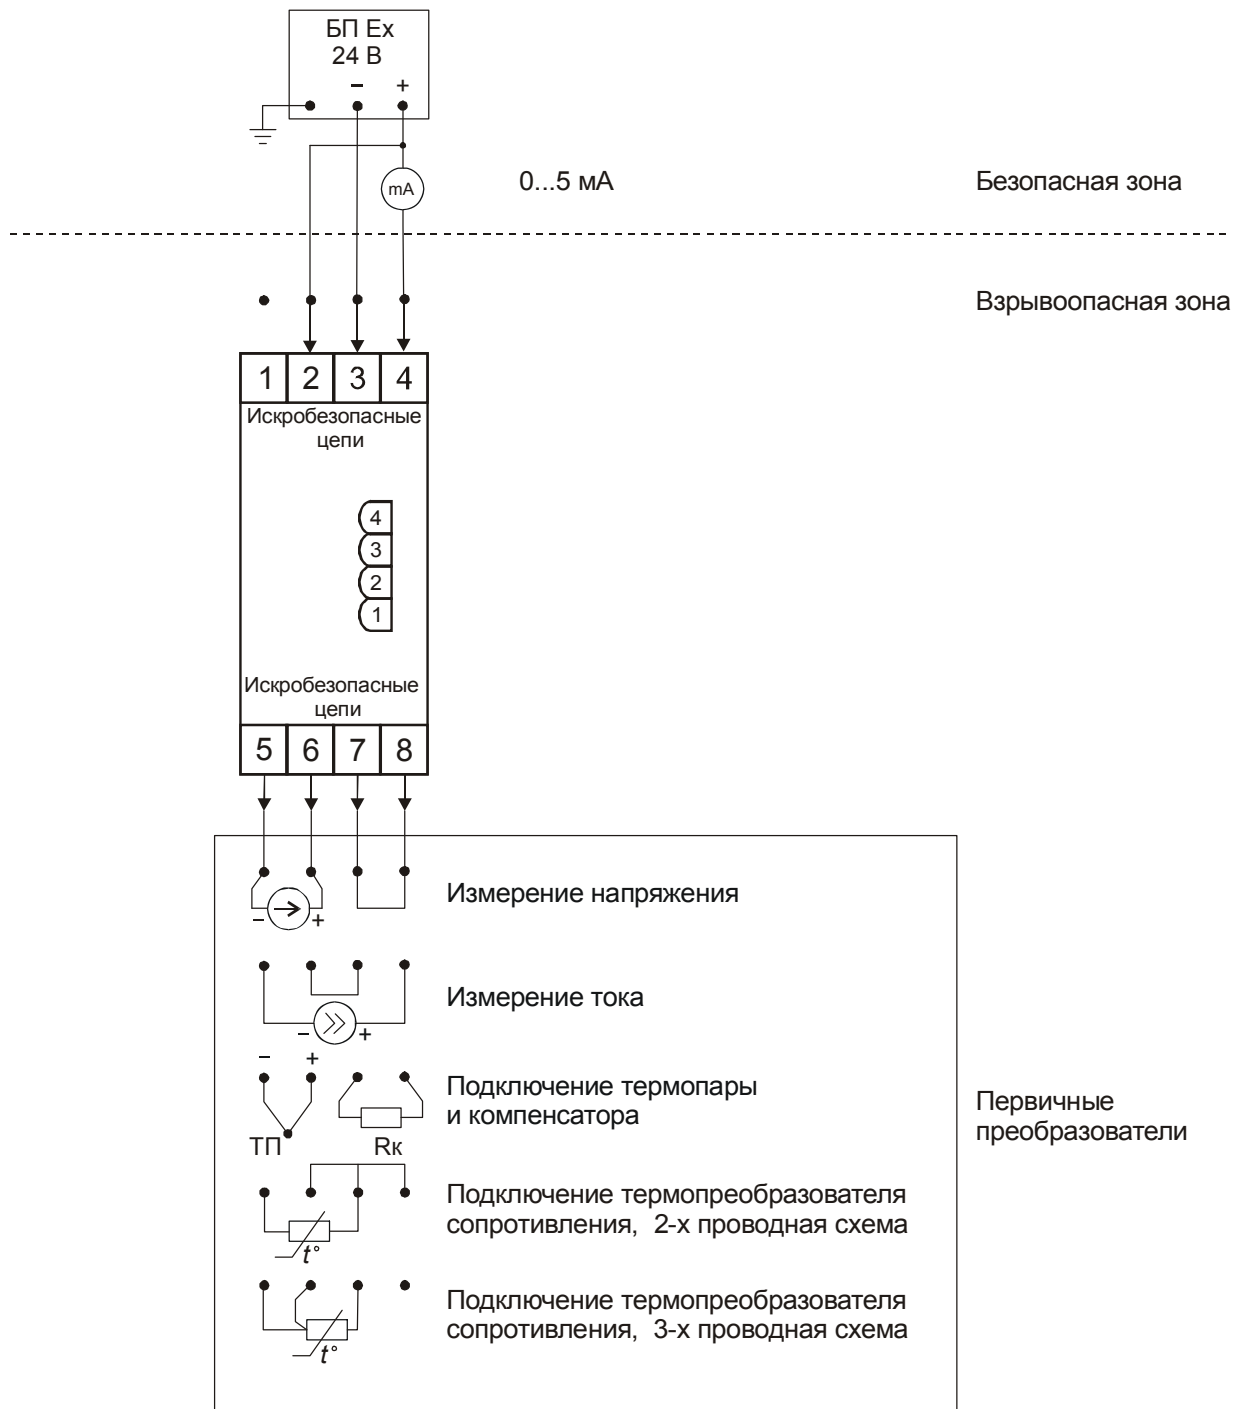 БП Ex
24 В
− +
mA
0...5 мА
Безопасная зона
Взрывоопасная зона
1 2 3 4
Искробезопасные
цепи
4
3
2
1
Искробезопасные
цепи
5 6 7 8
− +
Измерение напряжения
− +
Измерение тока
− +
Подключение термопары
и компенсатора
ТП Rк
Первичные
преобразователи
Подключение термопреобразователя
сопротивления, 2-х проводная схема
t°
Подключение термопреобразователя
сопротивления, 3-х проводная схема
t°